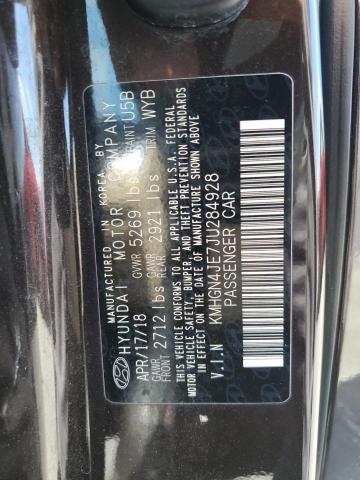 MANUFACTURED IN KOREA BY
HYUNDAI MOTOR COMPANY
APR/17/18 GVWR 5269 lbs PAINT U5B
GAWR FRONT 2712 lbs GAWR REAR 2921 lbs TRIM WYB
THIS VEHICLE CONFORMS TO ALL APPLICABLE U.S.A. FEDERAL
MOTOR VEHICLE SAFETY, BUMPER, AND THEFT PREVENTION STANDARDS
IN EFFECT ON THE DATE OF MANUFACTURE SHOWN ABOVE.
V.I.N KMHGN4JE7JU284928
PASSENGER CAR